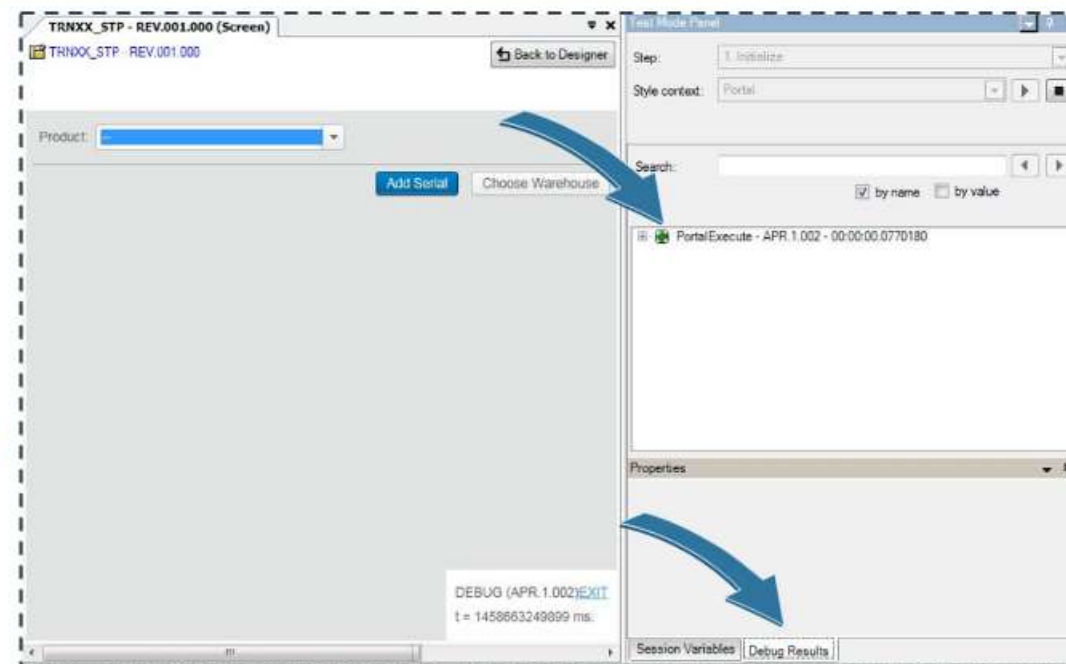 TRNXX_STP - REV.001.000 (Screen)
TRNXX_STP - REV.001.000
Back to Designer
Product:
--
Add Serial
Choose Warehouse
DEBUG (APR.1.002)EXIT
t = 1458663249899 ms.
Test Mode Panel
Step:
1. Initialize
Style context:
Portal
Search:
by name
by value
PortalExecute - APR.1.002 - 00:00:00.0770180
Properties
Session Variables
Debug Results